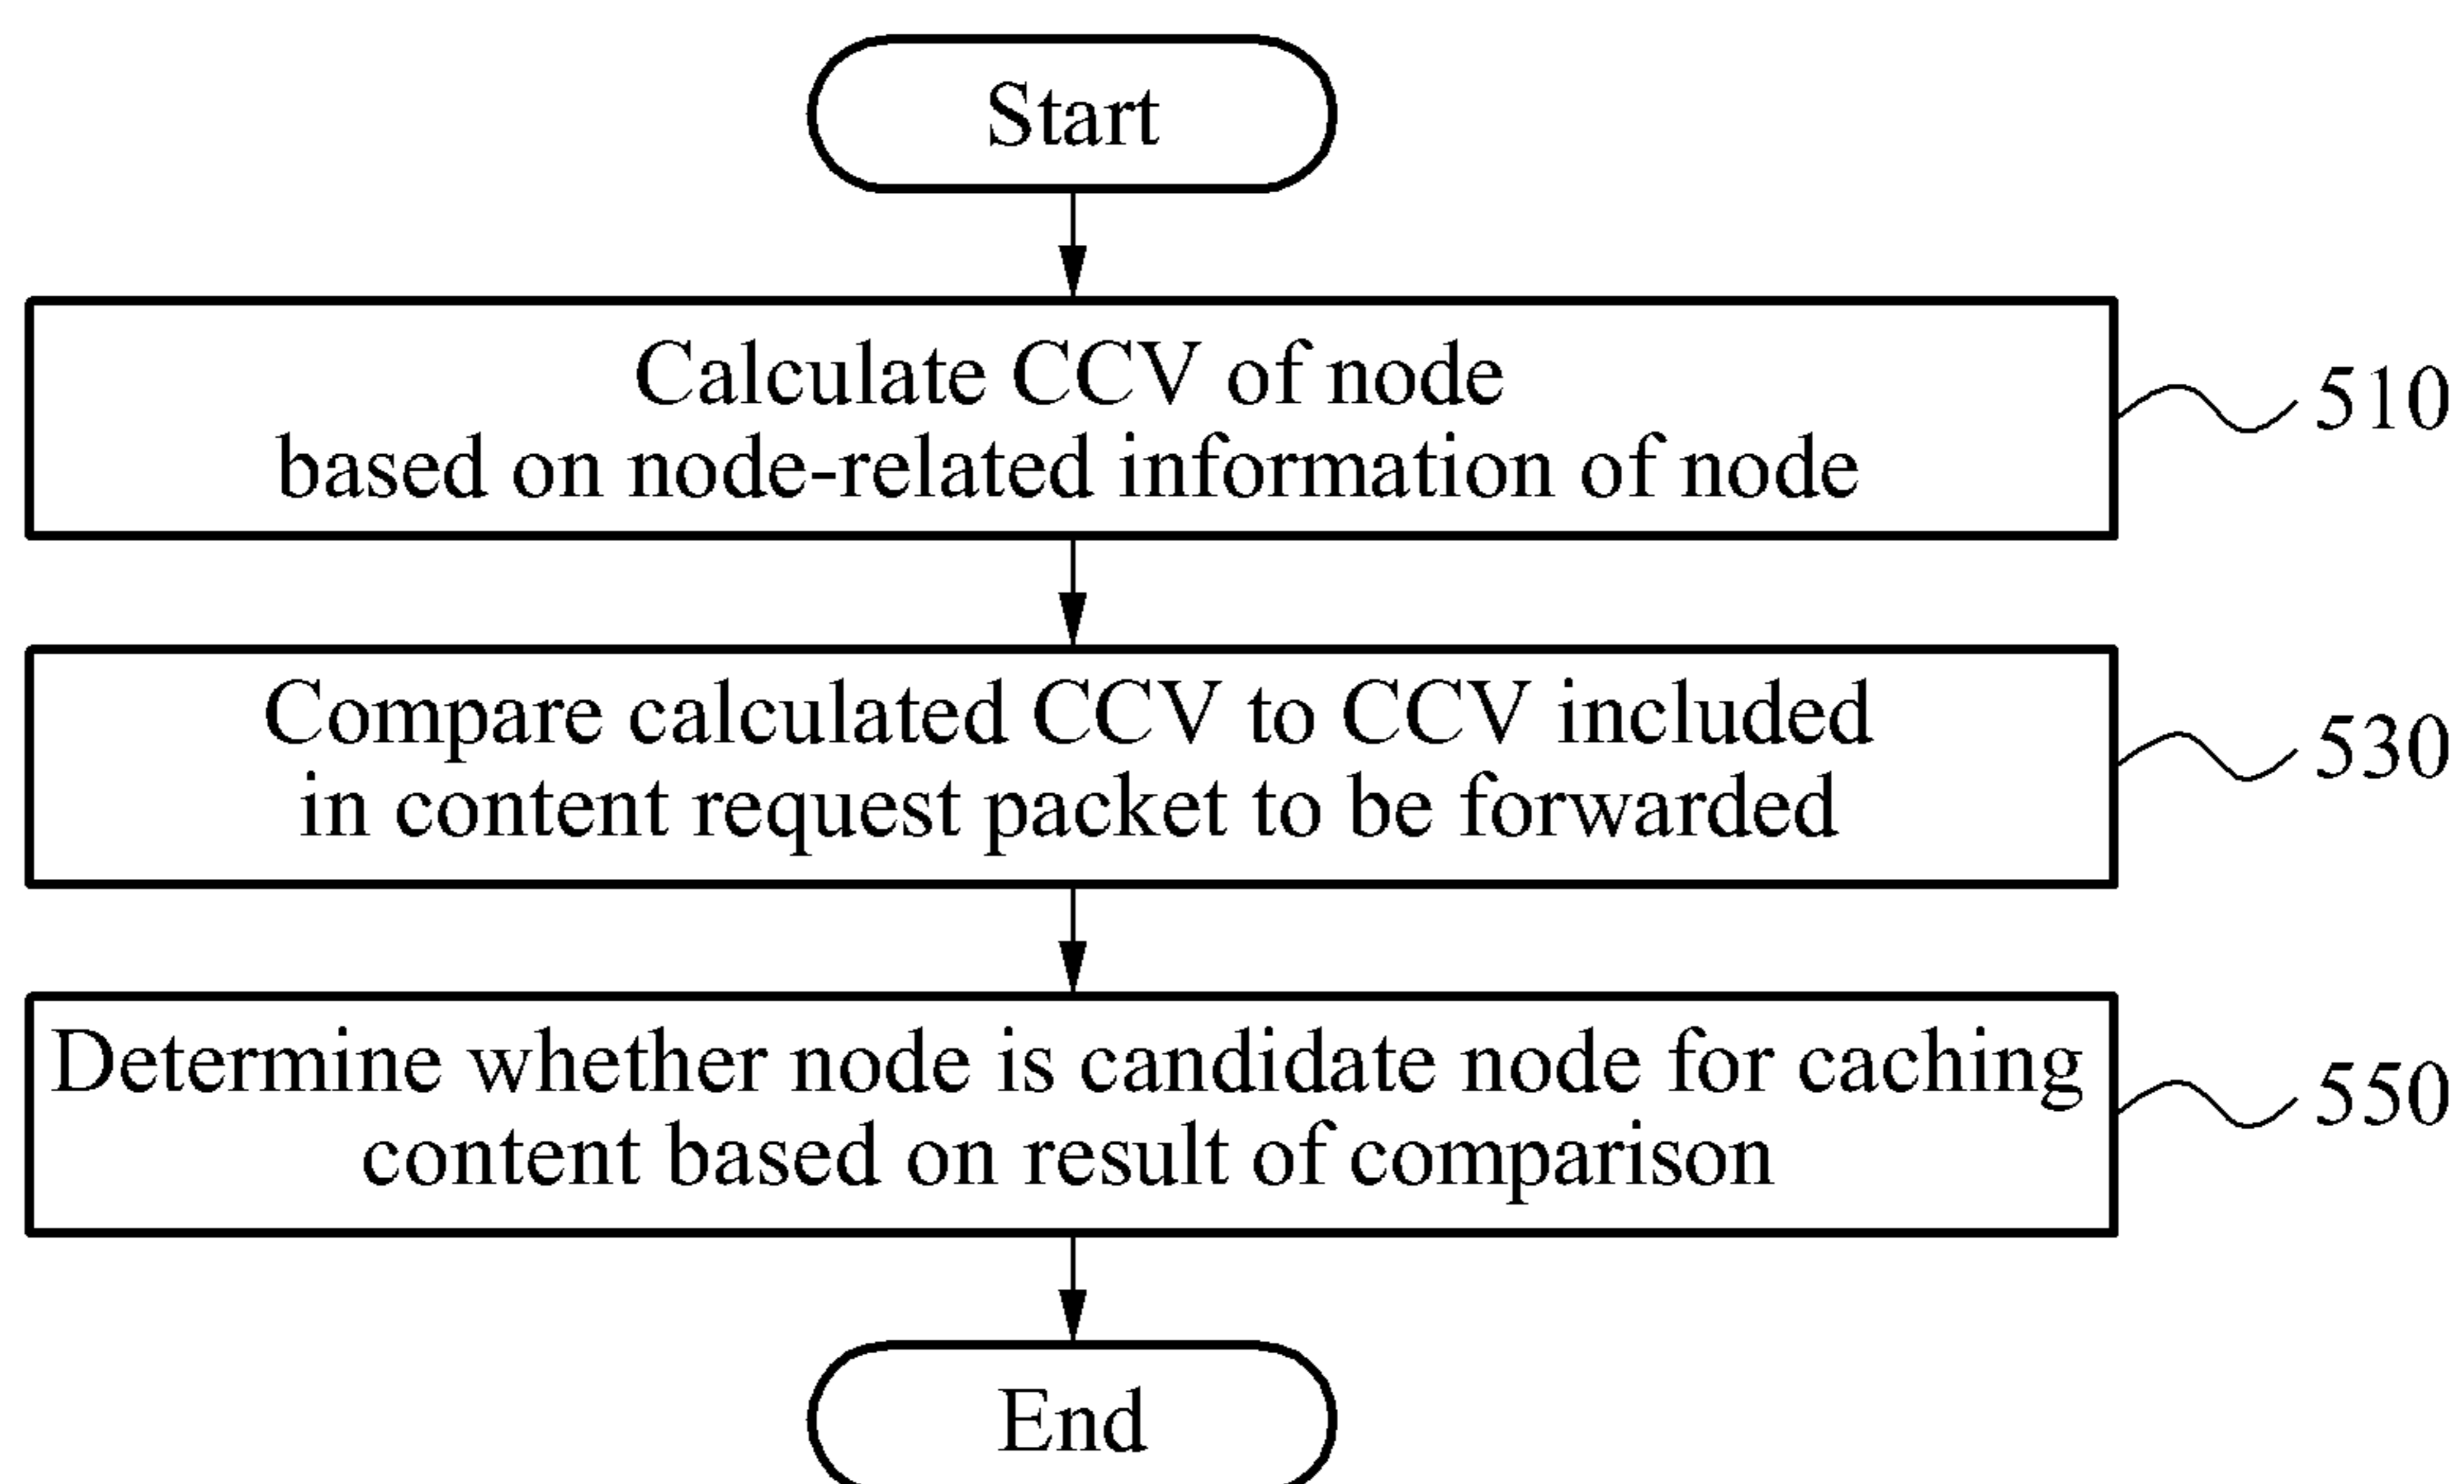 Start
Calculate CCV of node
based on node-related information of node
510
Compare calculated CCV to CCV included
in content request packet to be forwarded
530
Determine whether node is candidate node for caching
content based on result of comparison
550
End